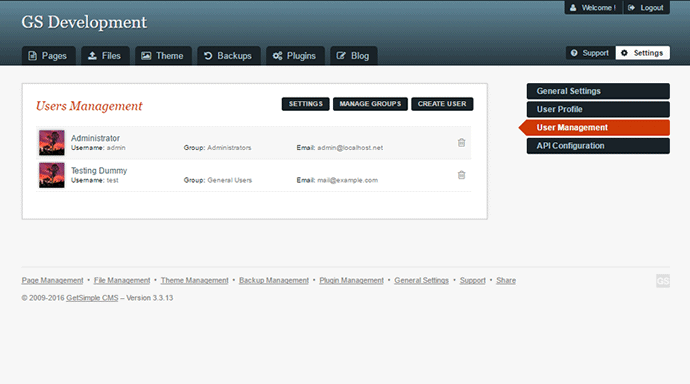 Welcome ! Logout
GS Development
Pages Files Theme Backups Plugins Blog Support Settings
Users Management SETTINGS MANAGE GROUPS CREATE USER
Administrator
Username: admin Group: Administrators Email: admin@localhost.net
Testing Dummy
Username: test Group: General Users Email: mail@example.com
General Settings
User Profile
User Management
API Configuration
Page Management • File Management • Theme Management • Backup Management • Plugin Management • General Settings • Support • Share GS
© 2009-2016 GetSimple CMS – Version 3.3.13